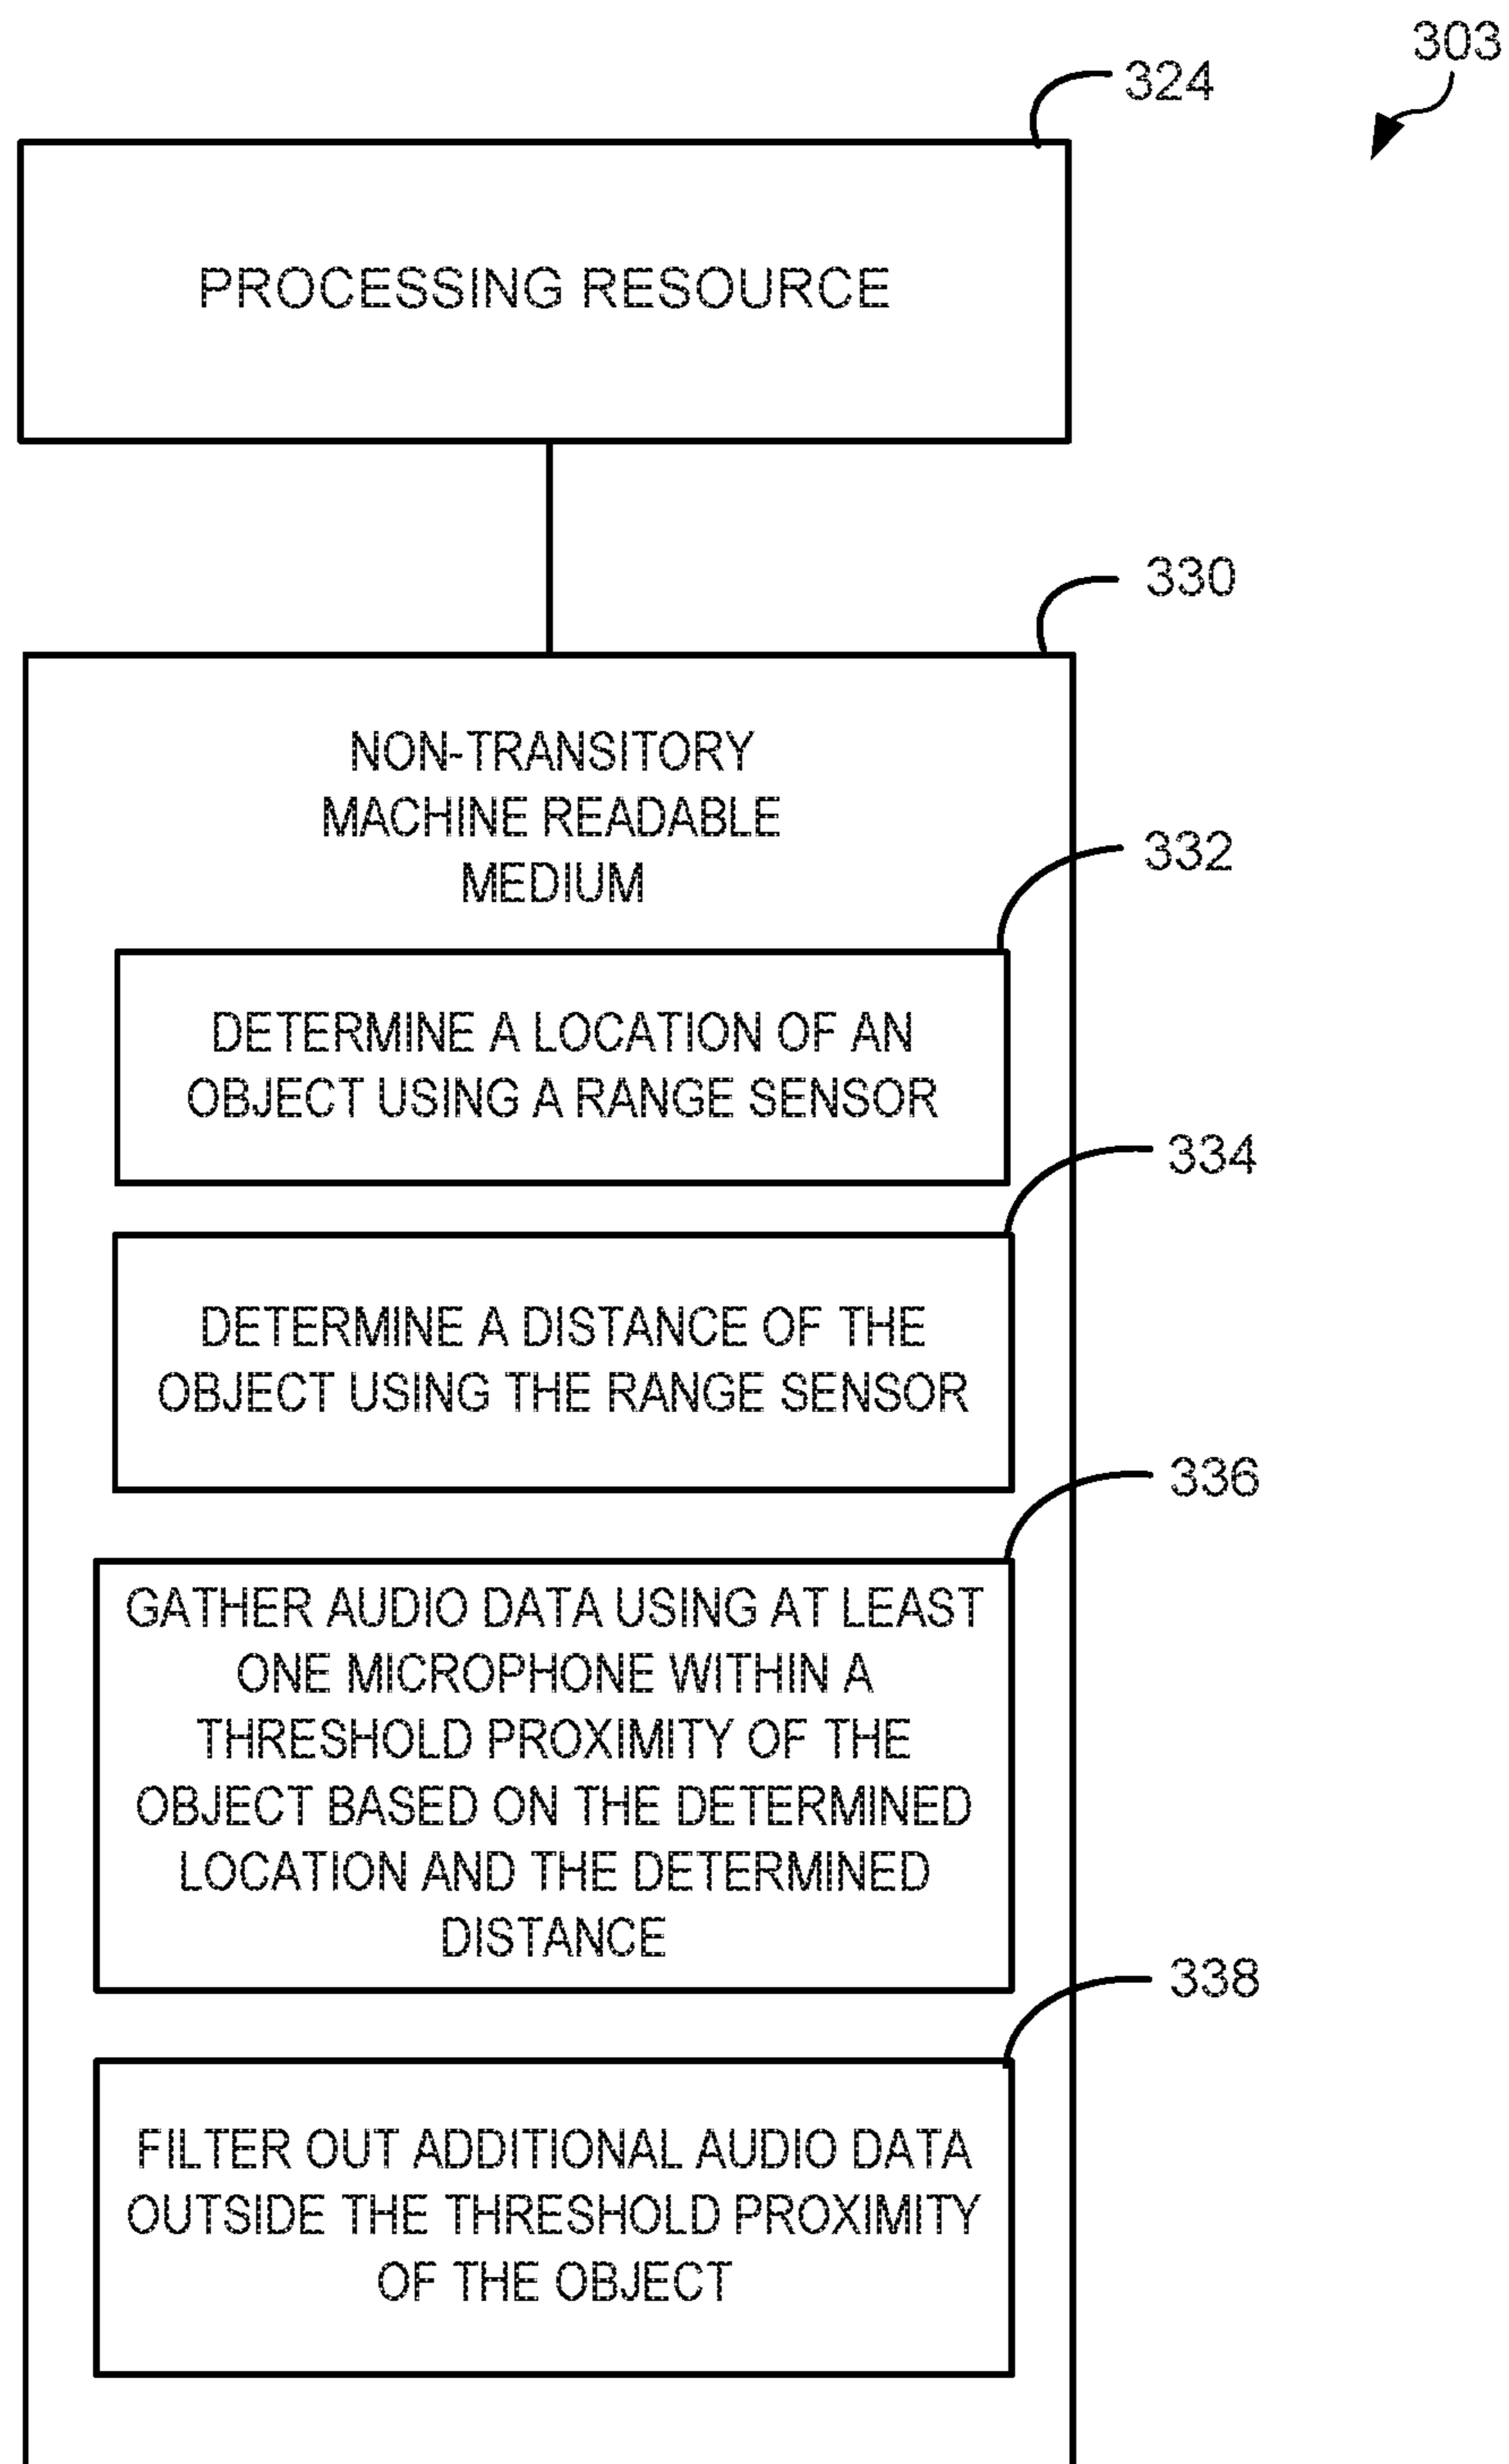 303
324
PROCESSING RESOURCE
330
NON-TRANSITORY
MACHINE READABLE
MEDIUM
332
DETERMINE A LOCATION OF AN
OBJECT USING A RANGE SENSOR
334
DETERMINE A DISTANCE OF THE
OBJECT USING THE RANGE SENSOR
336
GATHER AUDIO DATA USING AT LEAST
ONE MICROPHONE WITHIN A
THRESHOLD PROXIMITY OF THE
OBJECT BASED ON THE DETERMINED
LOCATION AND THE DETERMINED
DISTANCE
338
FILTER OUT ADDITIONAL AUDIO DATA
OUTSIDE THE THRESHOLD PROXIMITY
OF THE OBJECT